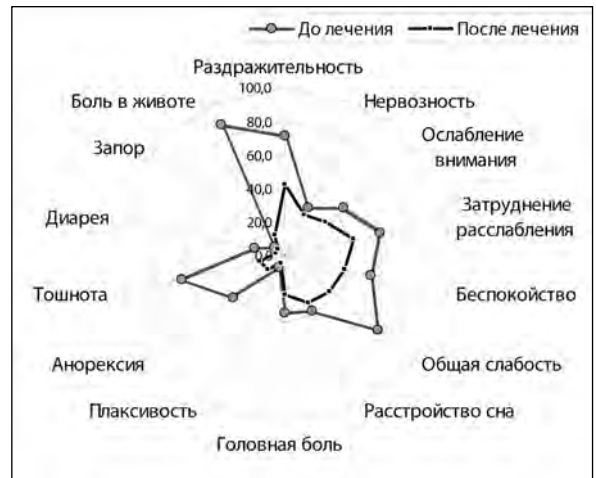 До лечения
После лечения
Раздражительность
100,0
80,0
60,0
40,0
20,0
0,0
Нервозность
Ослабление
внимания
Затруднение
расслабления
Беспокойство
Общая слабость
Расстройство сна
Головная боль
Плаксивость
Анорексия
Тошнота
Диарея
Запор
Боль в животе